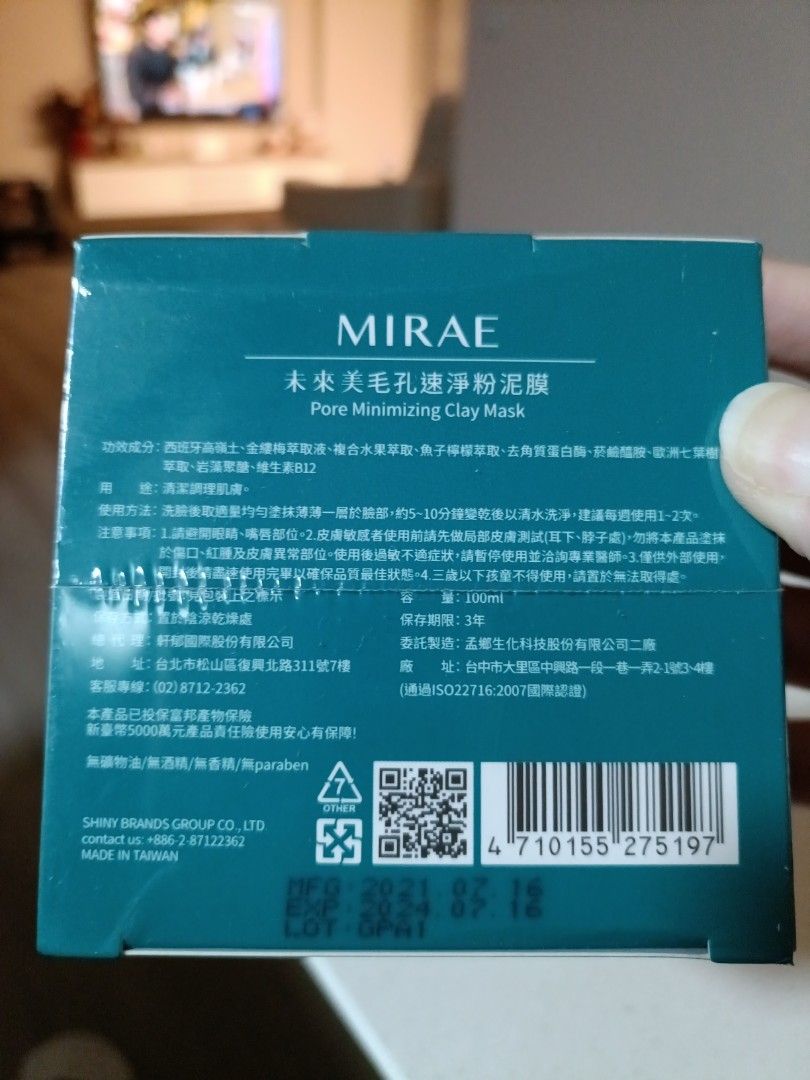 MIRAE
未來美毛孔速淨粉泥膜
Pore Minimizing Clay Mask
功效成分：西班牙高嶺土、金縷梅萃取液、複合水果萃取、魚子檸檬萃取、去角質蛋白酶、菸鹼醯胺、歐洲七葉樹
萃取、岩藻聚醣、維生素B12
用 途：清潔調理肌膚。
使用方法：洗臉後取適量均勻塗抹薄薄一層於臉部，約5~10分鐘變乾後以清水洗淨，建議每週使用1~2次。
注意事項：1.請避開眼睛、嘴唇部位。2.皮膚敏感者使用前請先做局部皮膚測試(耳下、脖子處)，勿將本產品塗抹
於傷口、紅腫及皮膚異常部位。使用後過敏不適症狀，請暫停使用並洽詢專業醫師。3.僅供外部使用，
開封後請盡速使用完畢以確保品質最佳狀態。4.三歲以下孩童不得使用，請置於無法取得處。
見包裝上之標示
容 量：100ml
保存方式：置於陰涼乾燥處
保存期限：3年
總代理：軒郁國際股份有限公司
委託製造：孟鄉生化科技股份有限公司二廠
地 址：台北市松山區復興北路311號7樓
廠 址：台中市大里區中興路一段一巷一弄2-1號3、4樓
客服專線：(02)8712-2362
(通過ISO22716:2007國際認證)
本產品已投保富邦產物保險
新臺幣5000萬元產品責任險使用安心有保障!
無礦物油/無酒精/無香精/無paraben
7
OTHER
SHINY BRANDS GROUP CO., LTD.
contact us: +886-2-87122362
MADE IN TAIWAN
4 710155 275197
MFG 2021.07.16
EXP 2024.07.16
LOT GPA1